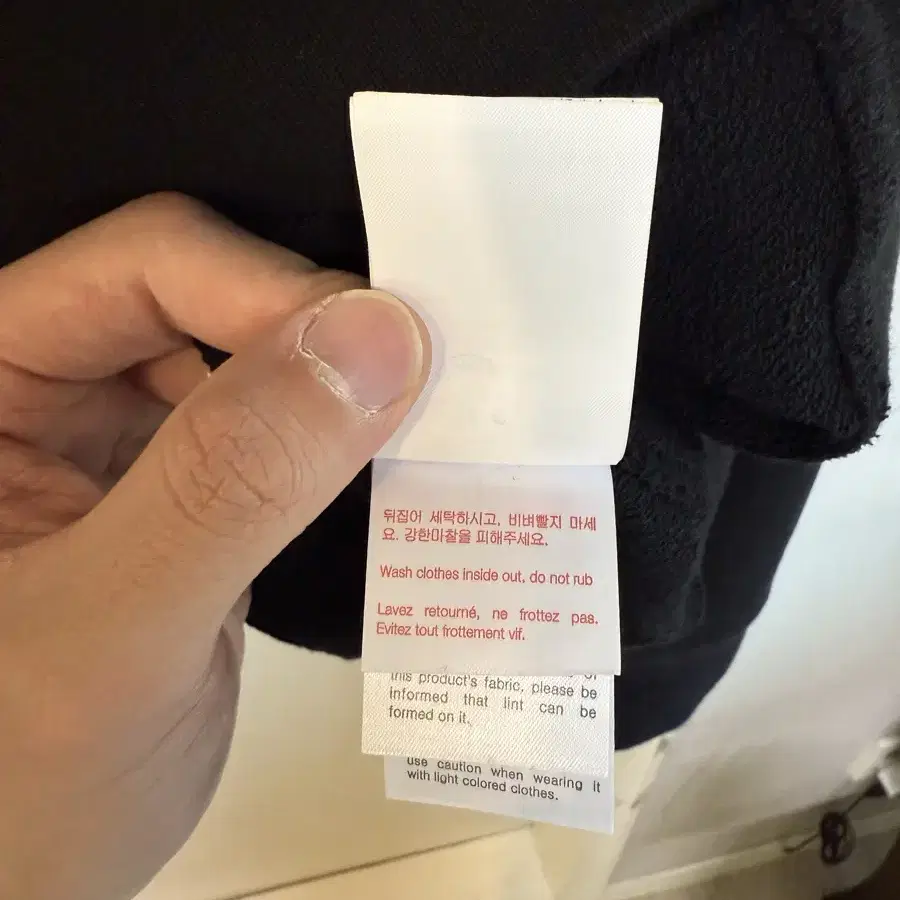 뒤집어 세탁하시고, 비벼빨지 마세
요. 강한마찰을 피해주세요.
Wash clothes inside out, do not rub
Lavez retourné, ne frottez pas.
Evitez tout frottement vif.
this product's fabric, please be
informed that lint can be
formed on it.
use caution when wearing it
with light colored clothes.